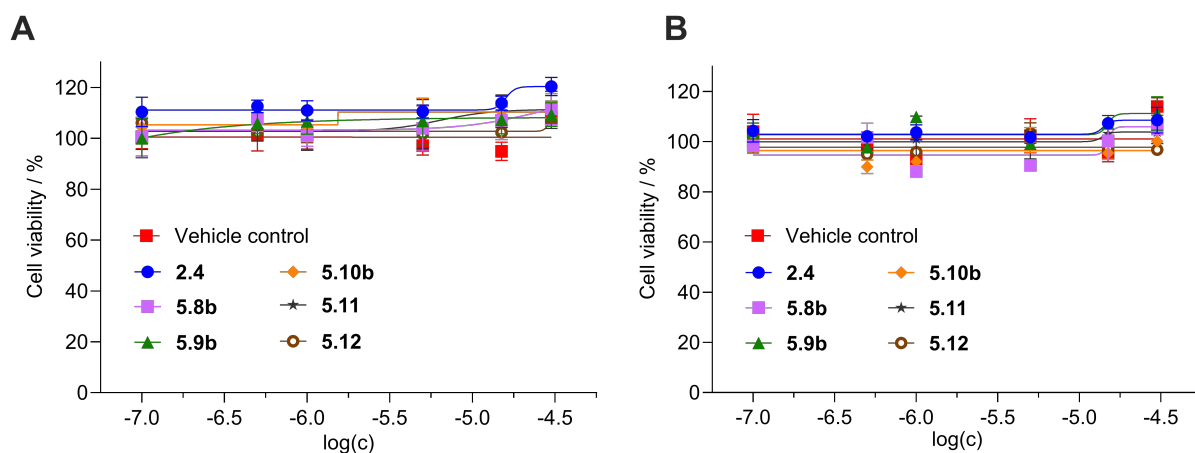 A
Cell viability / %
120
100
80
60
40
20
0
-7.0
-6.5
-6.0
-5.5
-5.0
-4.5
log(c)
Vehicle control
2.4
5.10b
5.8b
5.11
5.9b
5.12
B
Cell viability / %
120
100
80
60
40
20
0
-7.0
-6.5
-6.0
-5.5
-5.0
-4.5
log(c)
Vehicle control
2.4
5.10b
5.8b
5.11
5.9b
5.12